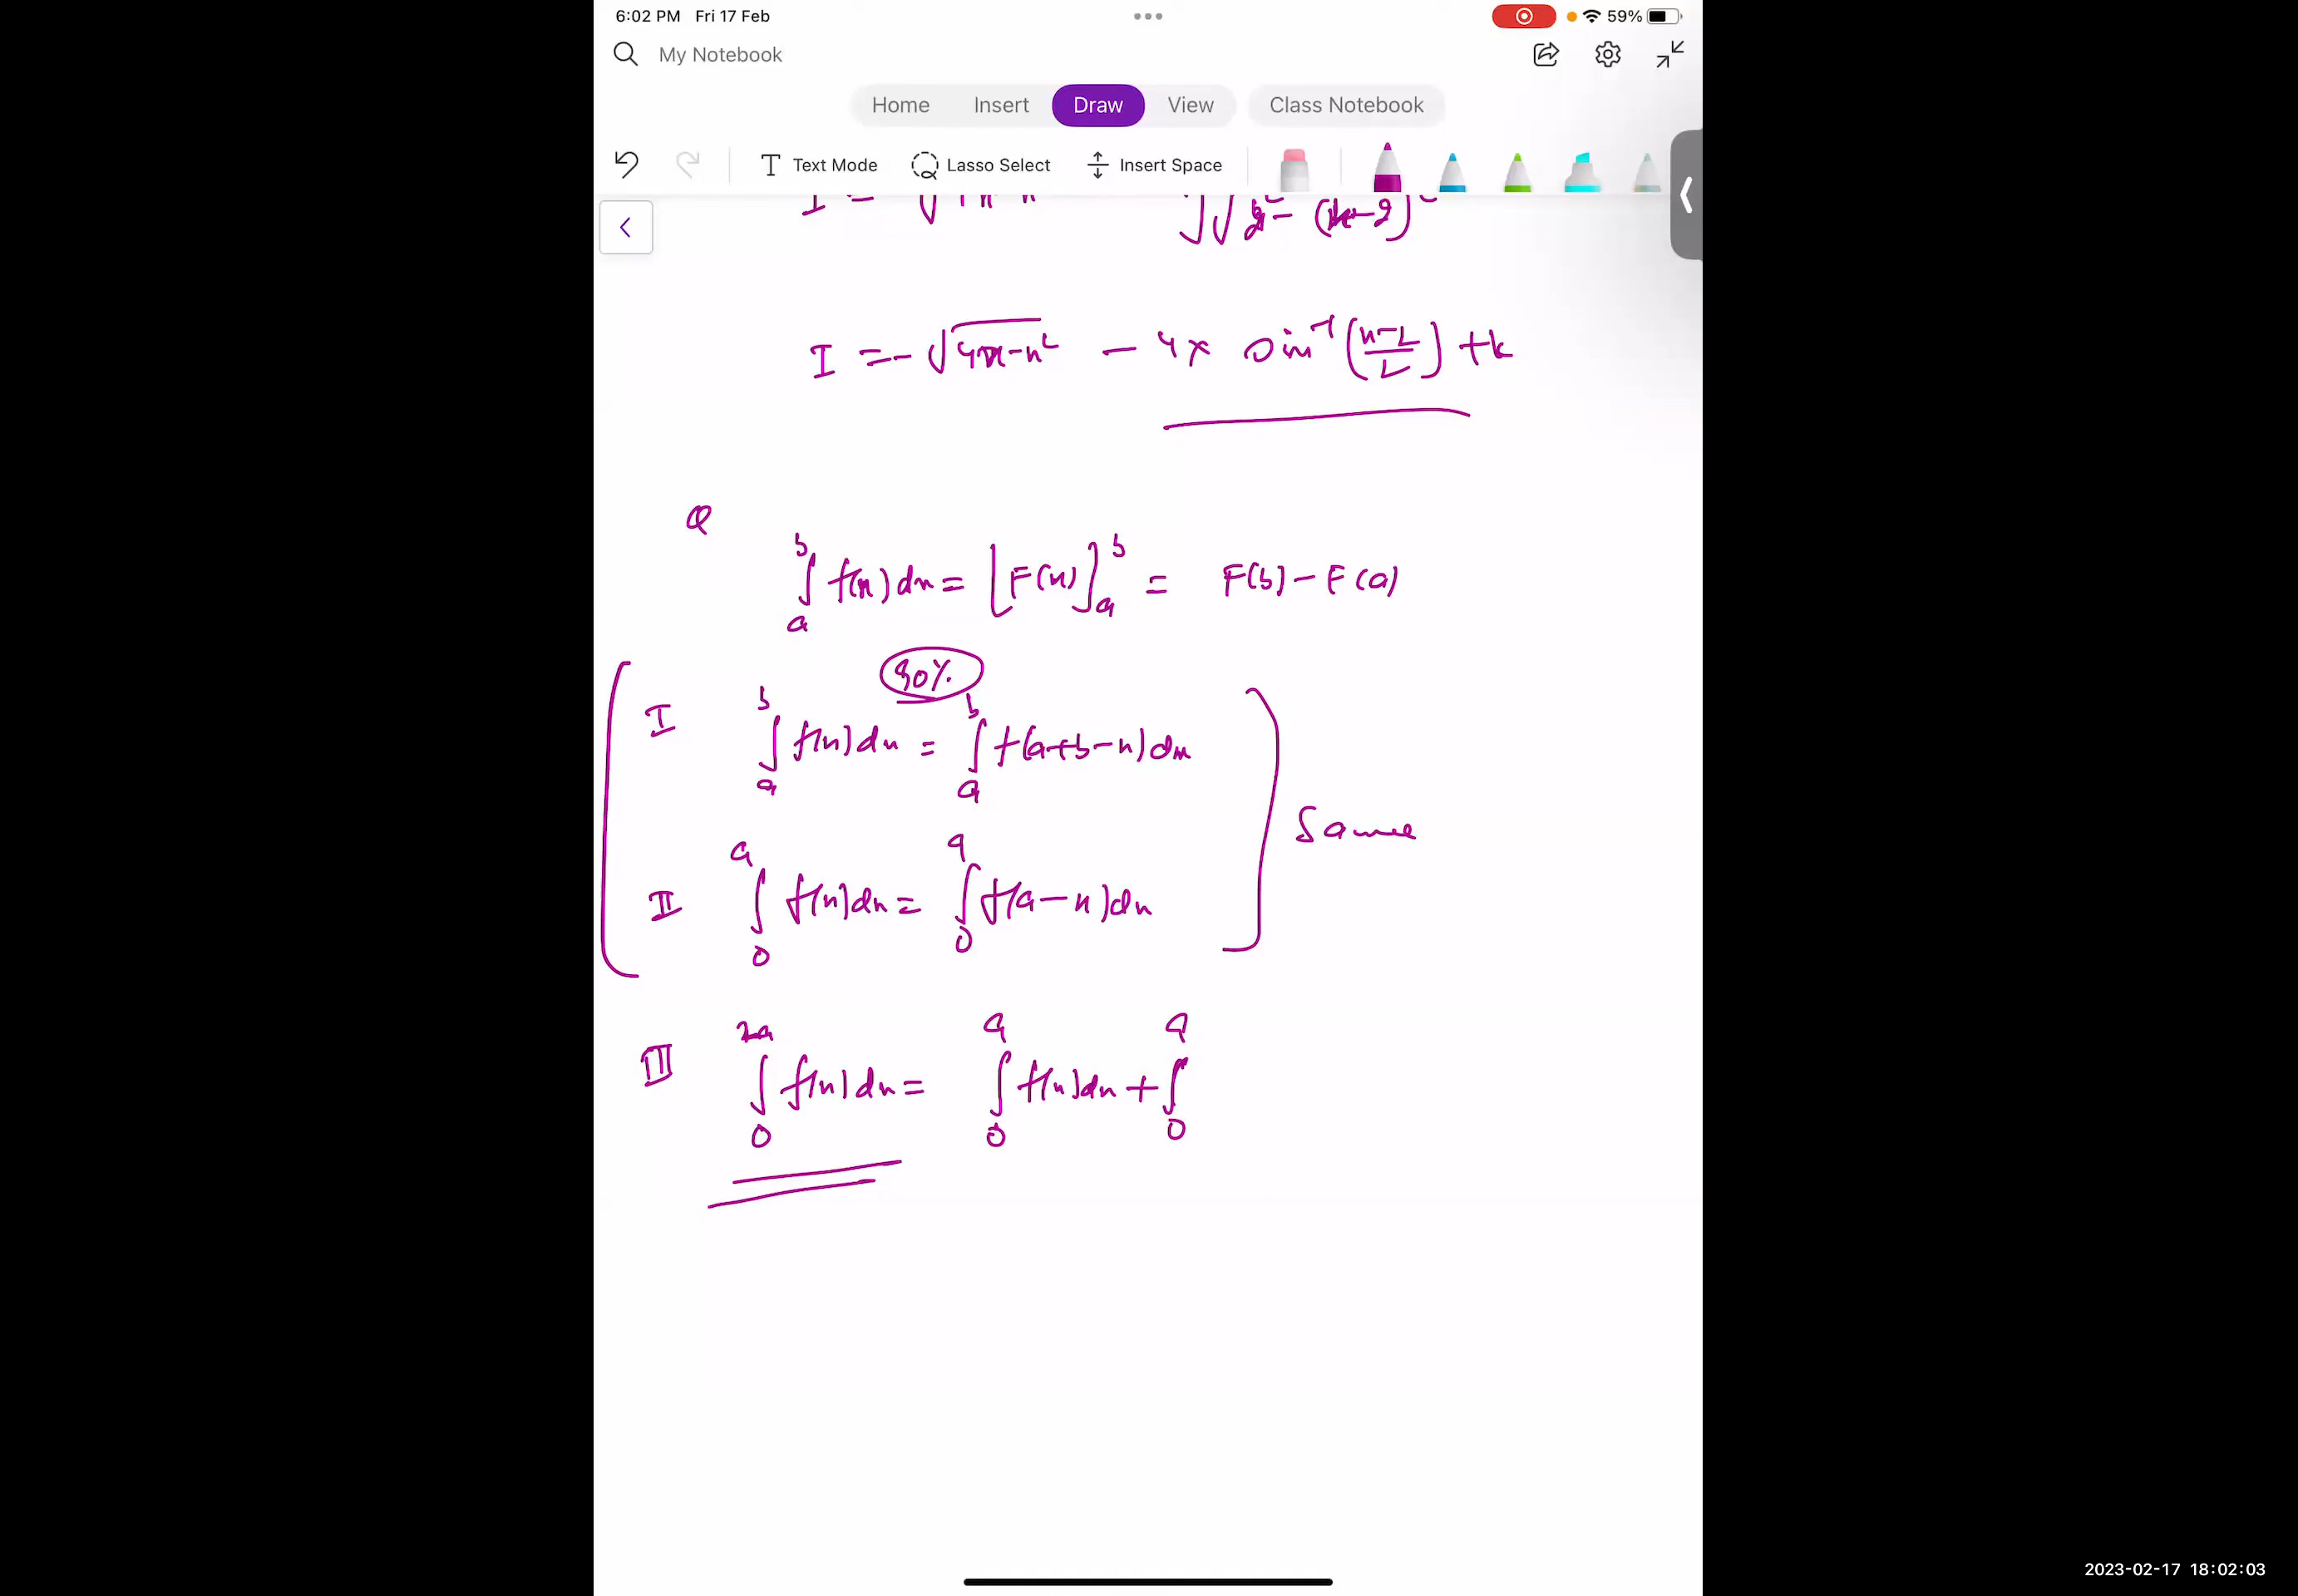 6:02 PM Fri 17 Feb 59%
My Notebook
Home Insert Draw View Class Notebook
Text Mode Lasso Select Insert Space
I = -√(4x-x²) - 4x sin⁻¹((x-2)/2) + k
Q
∫ₐᵇ f(x)dx = [F(x)]ₐᵇ = F(b) - F(a)
90%
I ∫ₐᵇ f(x)dx = ∫ₐᵇ f(a+b-x)dx
Same
II ∫₀ᵃ f(x)dx = ∫₀ᵃ f(a-x)dx
III ∫₀²ᵃ f(x)dx = ∫₀ᵃ f(x)dx + ∫₀ᵃ
2023-02-17 18:02:03